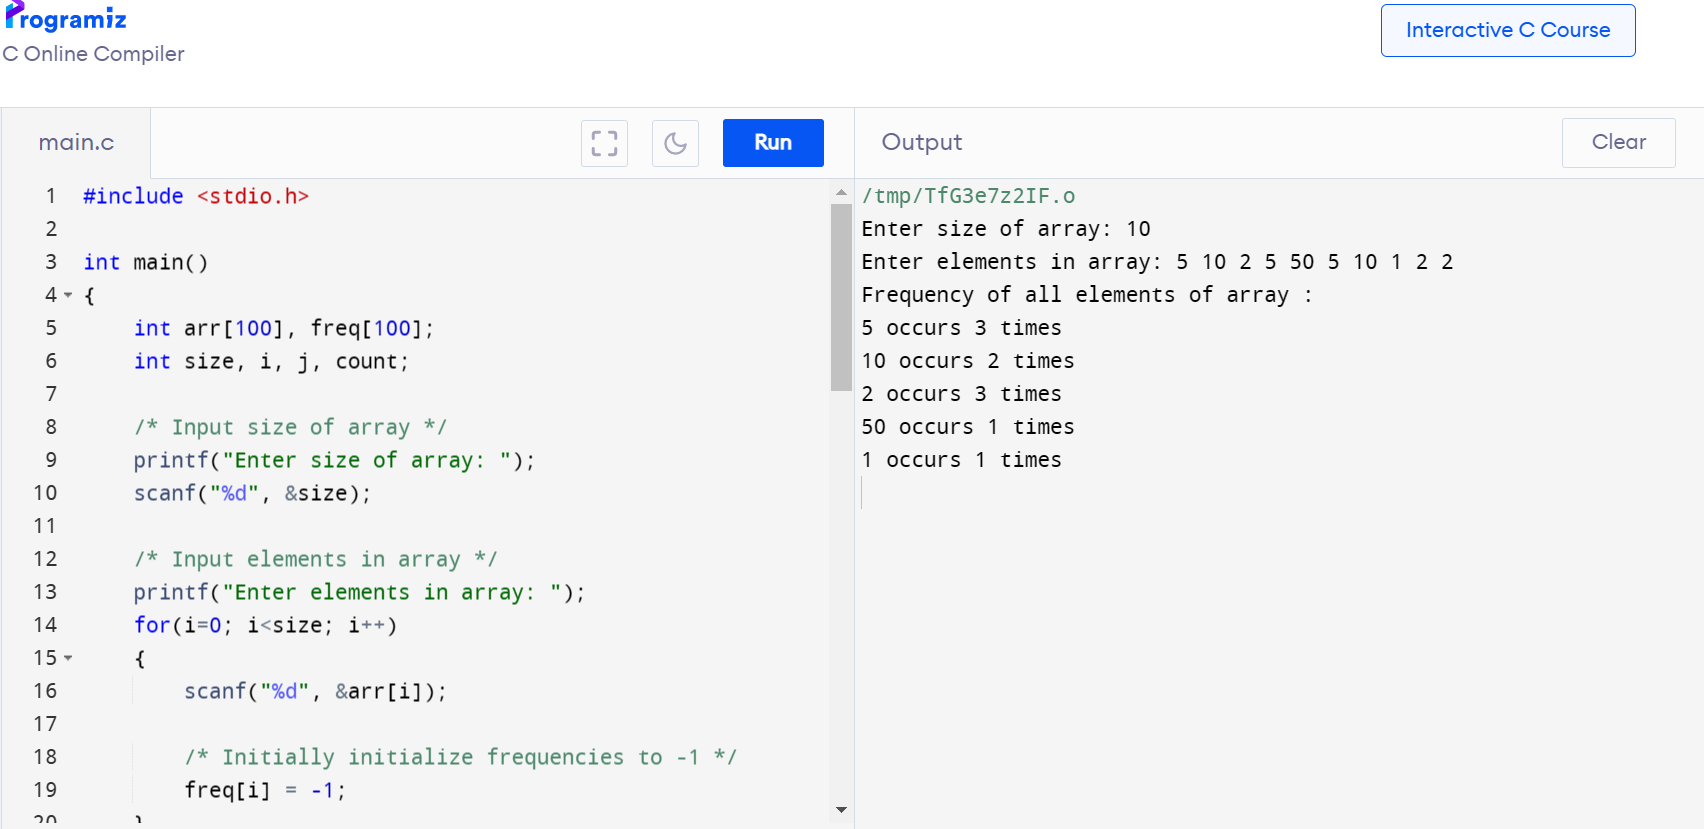 Programiz
C Online Compiler
Interactive C Course
main.c
Run
Output
Clear
1 #include <stdio.h>
2
3 int main()
4 {
5     int arr[100], freq[100];
6     int size, i, j, count;
7
8     /* Input size of array */
9     printf("Enter size of array: ");
10     scanf("%d", &size);
11
12     /* Input elements in array */
13     printf("Enter elements in array: ");
14     for(i=0; i<size; i++)
15     {
16         scanf("%d", &arr[i]);
17
18         /* Initially initialize frequencies to -1 */
19         freq[i] = -1;
20     }
/tmp/TfG3e7z2IF.o
Enter size of array: 10
Enter elements in array: 5 10 2 5 50 5 10 1 2 2
Frequency of all elements of array :
5 occurs 3 times
10 occurs 2 times
2 occurs 3 times
50 occurs 1 times
1 occurs 1 times